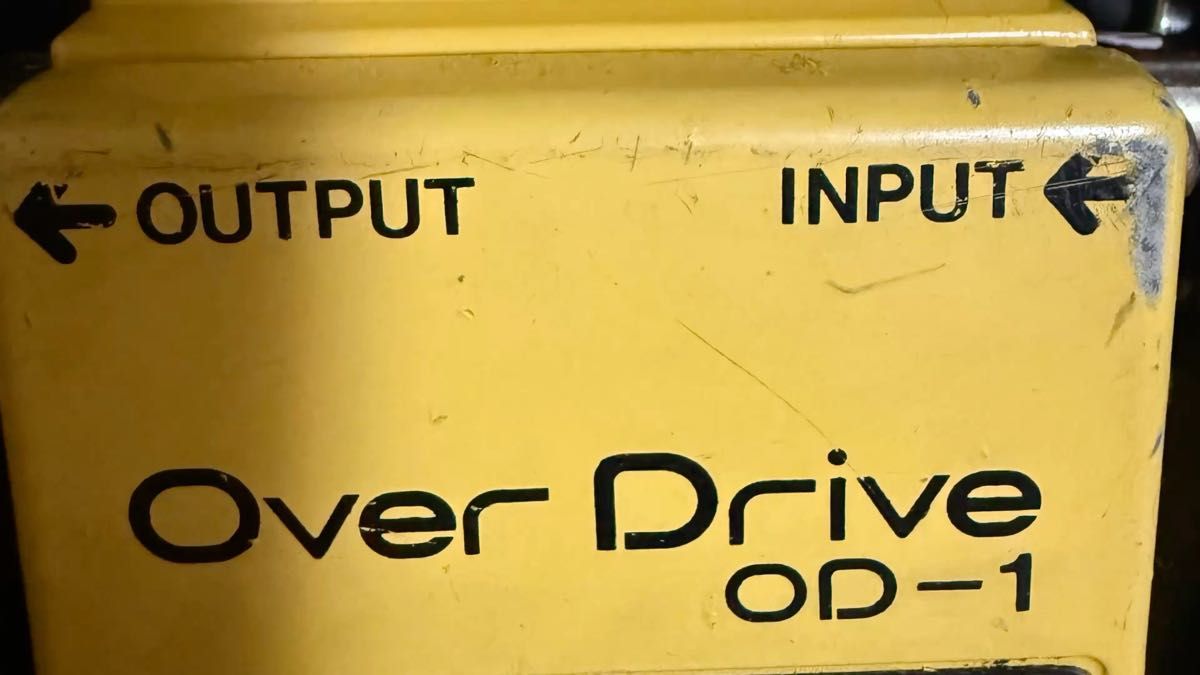 ← OUTPUT INPUT ←
Over Drive
OD-1